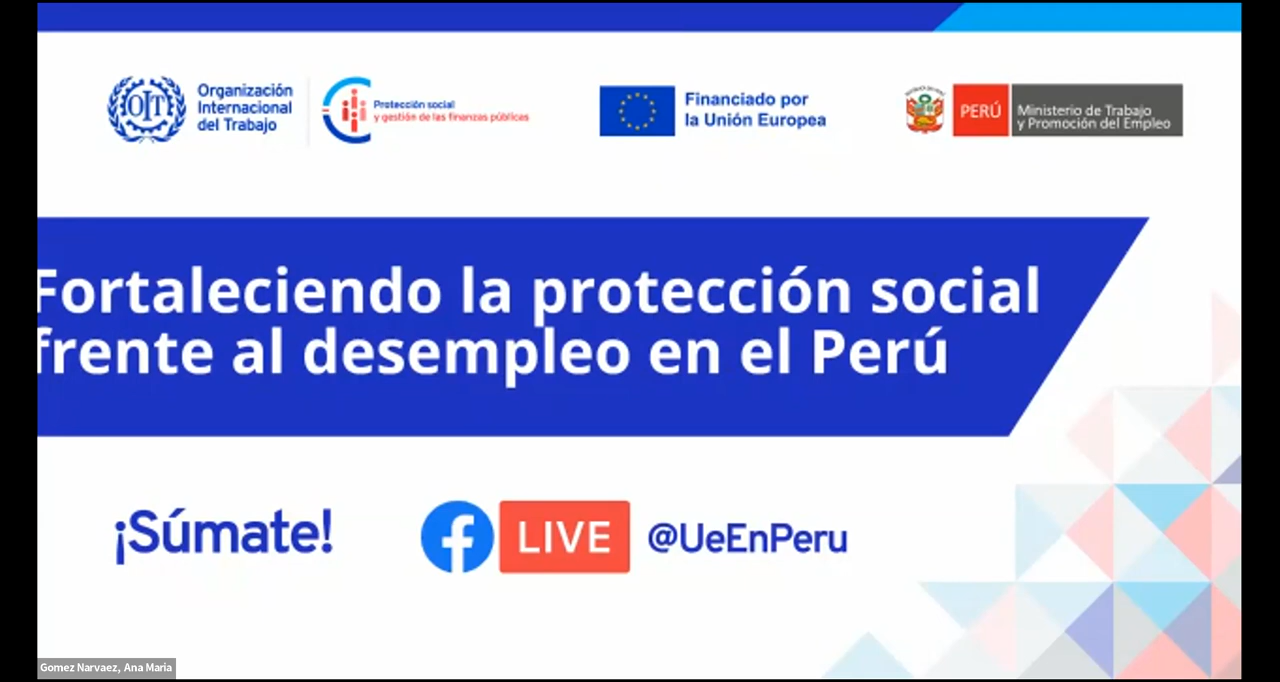 OIT
Organización
Internacional
del Trabajo
Protección social
y gestión de las finanzas públicas
Financiado por
la Unión Europea
PERÚ
Ministerio de Trabajo
y Promoción del Empleo
Fortaleciendo la protección social
frente al desempleo en el Perú
¡Súmate!
LIVE
@UeEnPeru
Gomez Narvaez, Ana Maria